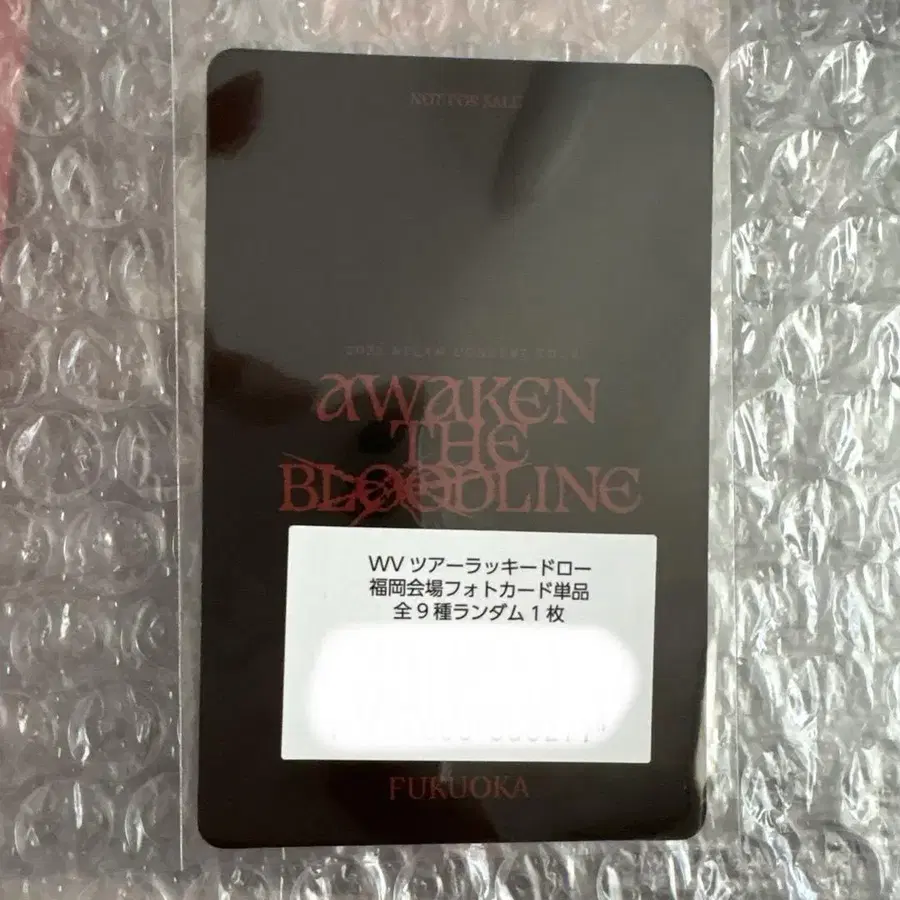 NOT FOR SALE
AWAKEN
THE
BLOODLINE
WV ツアーラッキードロー
福岡会場フォトカード単品
全9種ランダム1枚
FUKUOKA